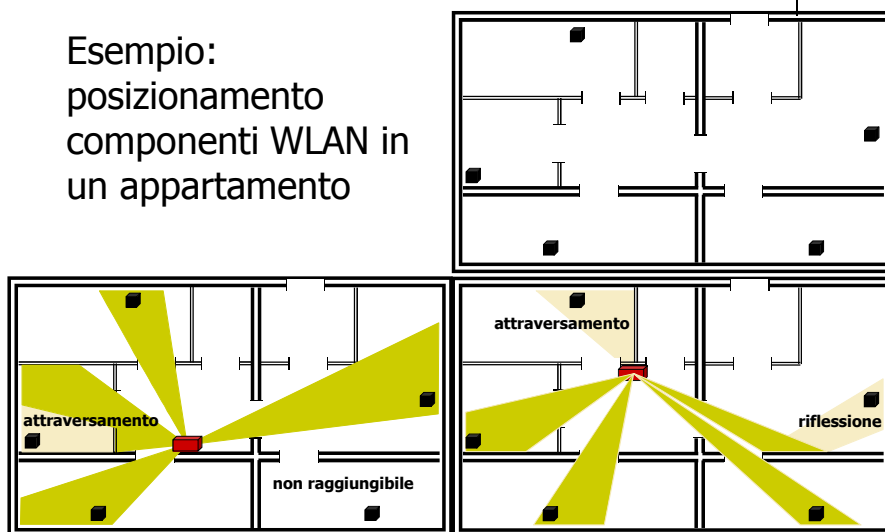 Esempio:
posizionamento
componenti WLAN in
un appartamento
attraversamento
non raggiungibile
attraversamento
riflessione